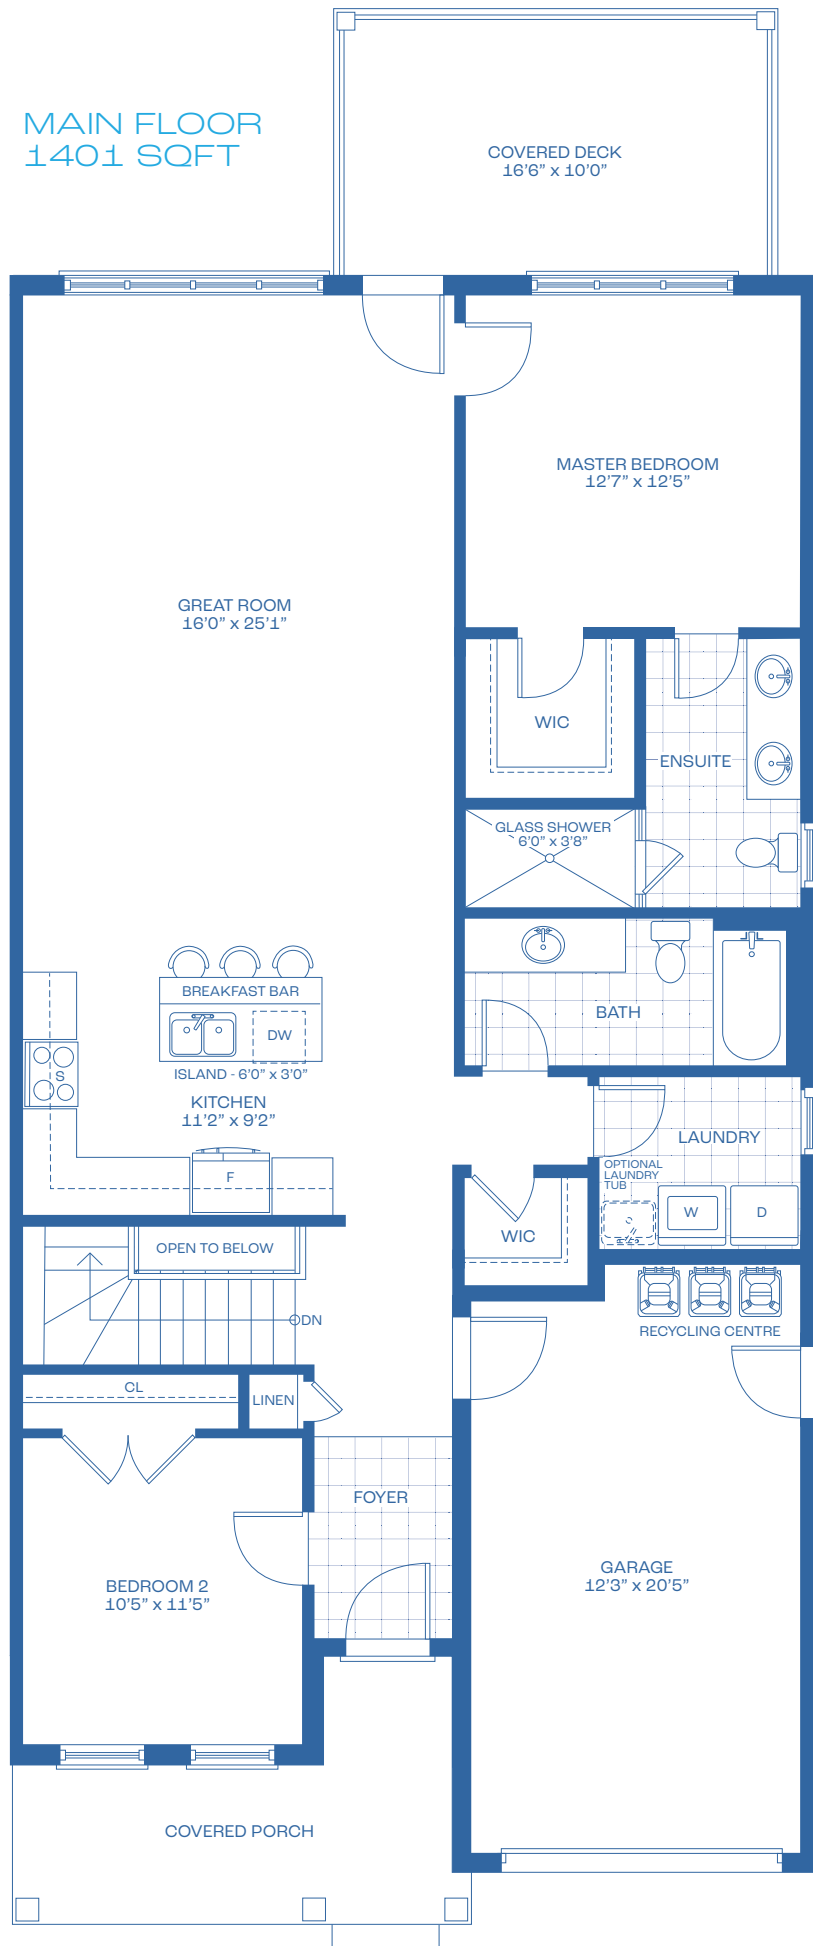 MAIN FLOOR
1401 SQFT
COVERED DECK
16'6" x 10'0"
MASTER BEDROOM
12'7" x 12'5"
GREAT ROOM
16'0" x 25'1"
WIC
ENSUITE
GLASS SHOWER
6'0" x 3'8"
BREAKFAST BAR
DW
ISLAND - 6'0" x 3'0"
S
KITCHEN
11'2" x 9'2"
F
BATH
LAUNDRY
OPTIONAL
LAUNDRY
TUB
W
D
WIC
OPEN TO BELOW
DN
RECYCLING CENTRE
CL
LINEN
FOYER
BEDROOM 2
10'5" x 11'5"
GARAGE
12'3" x 20'5"
COVERED PORCH